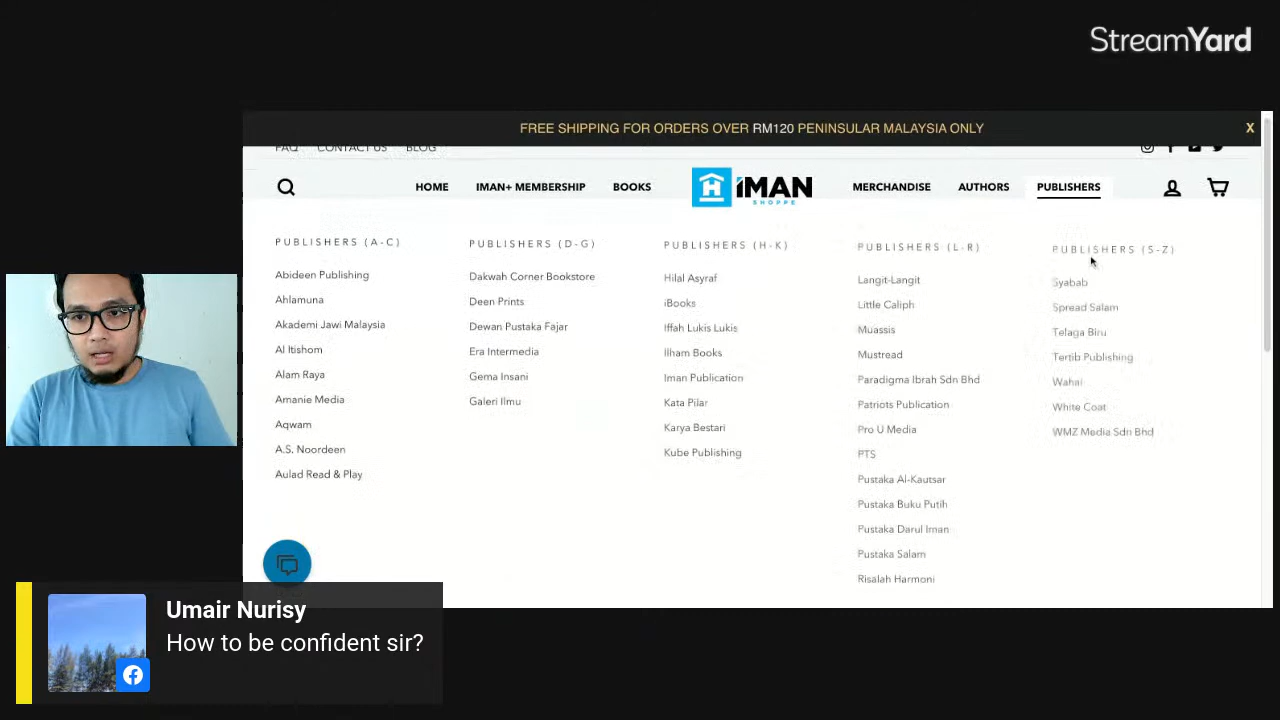 StreamYard
FREE SHIPPING FOR ORDERS OVER RM120 PENINSULAR MALAYSIA ONLY
X
FAQ CONTACT US BLOG
HOME IMAN+ MEMBERSHIP BOOKS
iMAN
SHOPPE
MERCHANDISE AUTHORS PUBLISHERS
PUBLISHERS (A-C)
Abideen Publishing
Ahlamuna
Akademi Jawi Malaysia
Al Itishom
Alam Raya
Amanie Media
Aqwam
A.S. Noordeen
Aulad Read & Play
PUBLISHERS (D-G)
Dakwah Corner Bookstore
Deen Prints
Dewan Pustaka Fajar
Era Intermedia
Gema Insani
Galeri Ilmu
PUBLISHERS (H-K)
Hilal Asyraf
iBooks
Iffah Lukis Lukis
Ilham Books
Iman Publication
Kata Pilar
Karya Bestari
Kube Publishing
PUBLISHERS (L-R)
Langit-Langit
Little Caliph
Muassis
Mustread
Paradigma Ibrah Sdn Bhd
Patriots Publication
Pro U Media
PTS
Pustaka Al-Kautsar
Pustaka Buku Putih
Pustaka Darul Iman
Pustaka Salam
Risalah Harmoni
PUBLISHERS (S-Z)
Syabab
Spread Salam
Telaga Biru
Tertib Publishing
Wahai
White Coat
WMZ Media Sdn Bhd
Umair Nurisy
How to be confident sir?